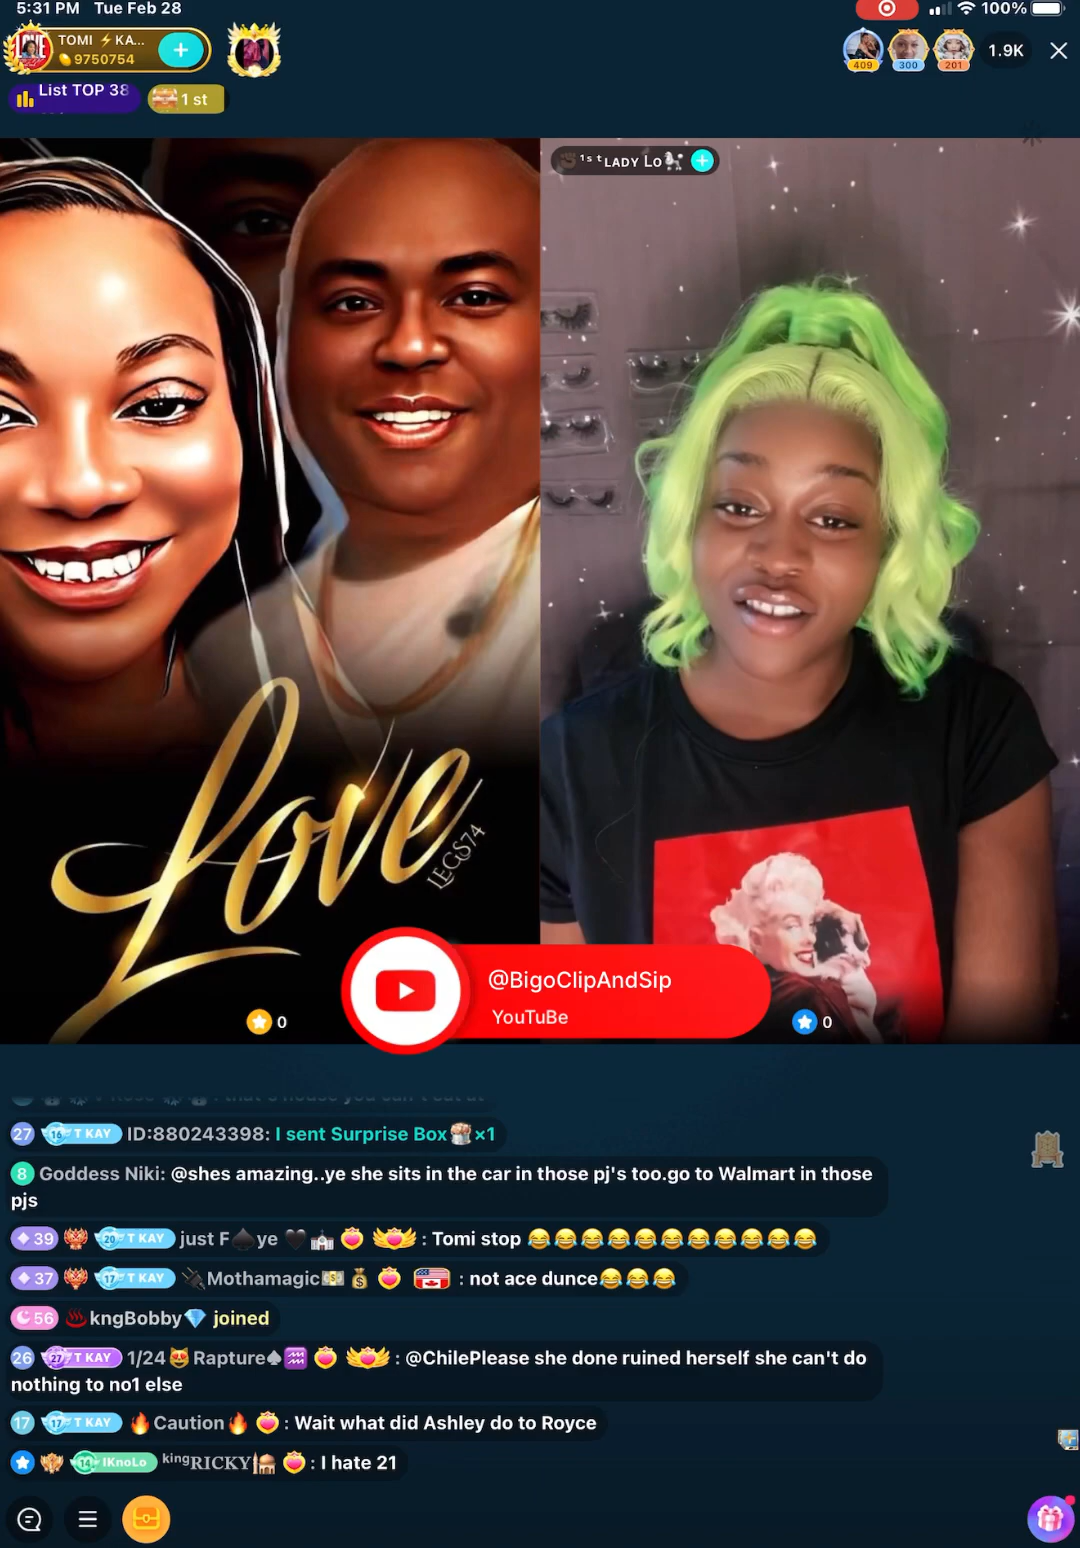 5:31 PM Tue Feb 28
100%
TOMI ⚡KA...
9750754
409
300
201
1.9K
List TOP 38
1 st
¹ˢᵗLADY Lo
Love
LEGS74
@BigoClipAndSip
YouTuBe
0
0
27 16 T KAY ID:880243398: I sent Surprise Box ×1
8 Goddess Niki: @shes amazing..ye she sits in the car in those pj's too.go to Walmart in those
pjs
39 20 T KAY just F♠ye 🖤 : Tomi stop 😂😂😂😂😂😂😂😂😂😂😂
37 17 T KAY 🔌Mothamagic💵💰 : not ace dunce😂😂😂
56 ♨kngBobby💎 joined
26 27 T KAY 1/24😻Rapture♠♒ : @ChilePlease she done ruined herself she can't do
nothing to no1 else
17 17 T KAY 🔥Caution🔥 : Wait what did Ashley do to Royce
14 IKnoLo ᵏⁱⁿᵍRICKY🕌 : I hate 21